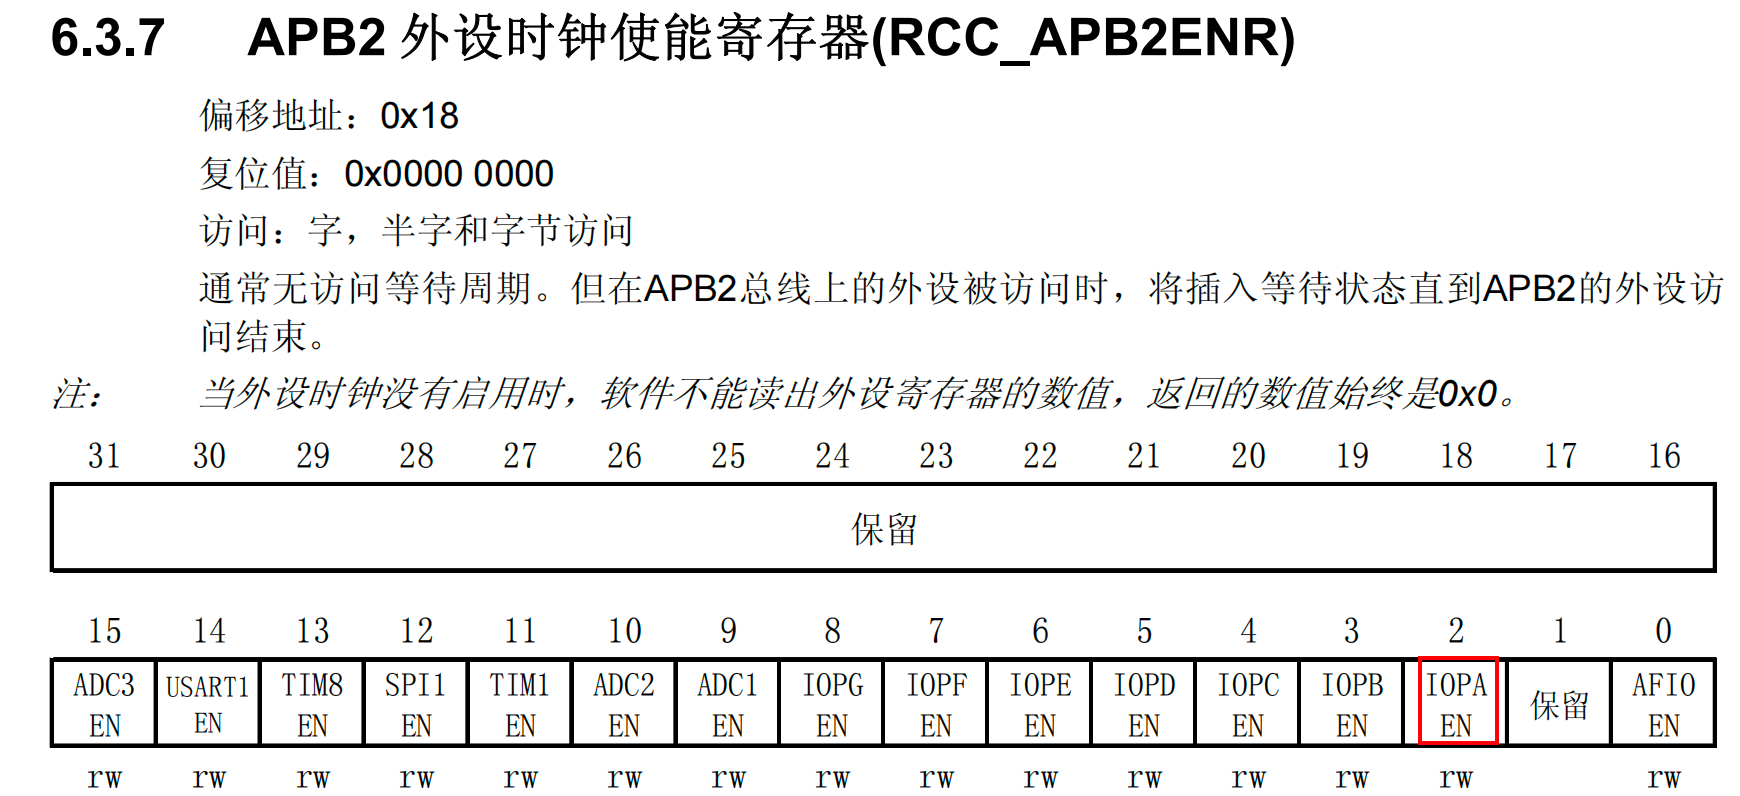 6.3.7 APB2 外设时钟使能寄存器(RCC_APB2ENR)
偏移地址：0x18
复位值：0x0000 0000
访问：字，半字和字节访问
通常无访问等待周期。但在APB2总线上的外设被访问时，将插入等待状态直到APB2的外设访
问结束。
注： 当外设时钟没有启用时，软件不能读出外设寄存器的数值，返回的数值始终是0x0。
31 30 29 28 27 26 25 24 23 22 21 20 19 18 17 16
保留
15 14 13 12 11 10 9 8 7 6 5 4 3 2 1 0
ADC3 USART1 TIM8 SPI1 TIM1 ADC2 ADC1 IOPG IOPF IOPE IOPD IOPC IOPB IOPA 保留 AFIO
EN EN EN EN EN EN EN EN EN EN EN EN EN EN EN
rw rw rw rw rw rw rw rw rw rw rw rw rw rw rw